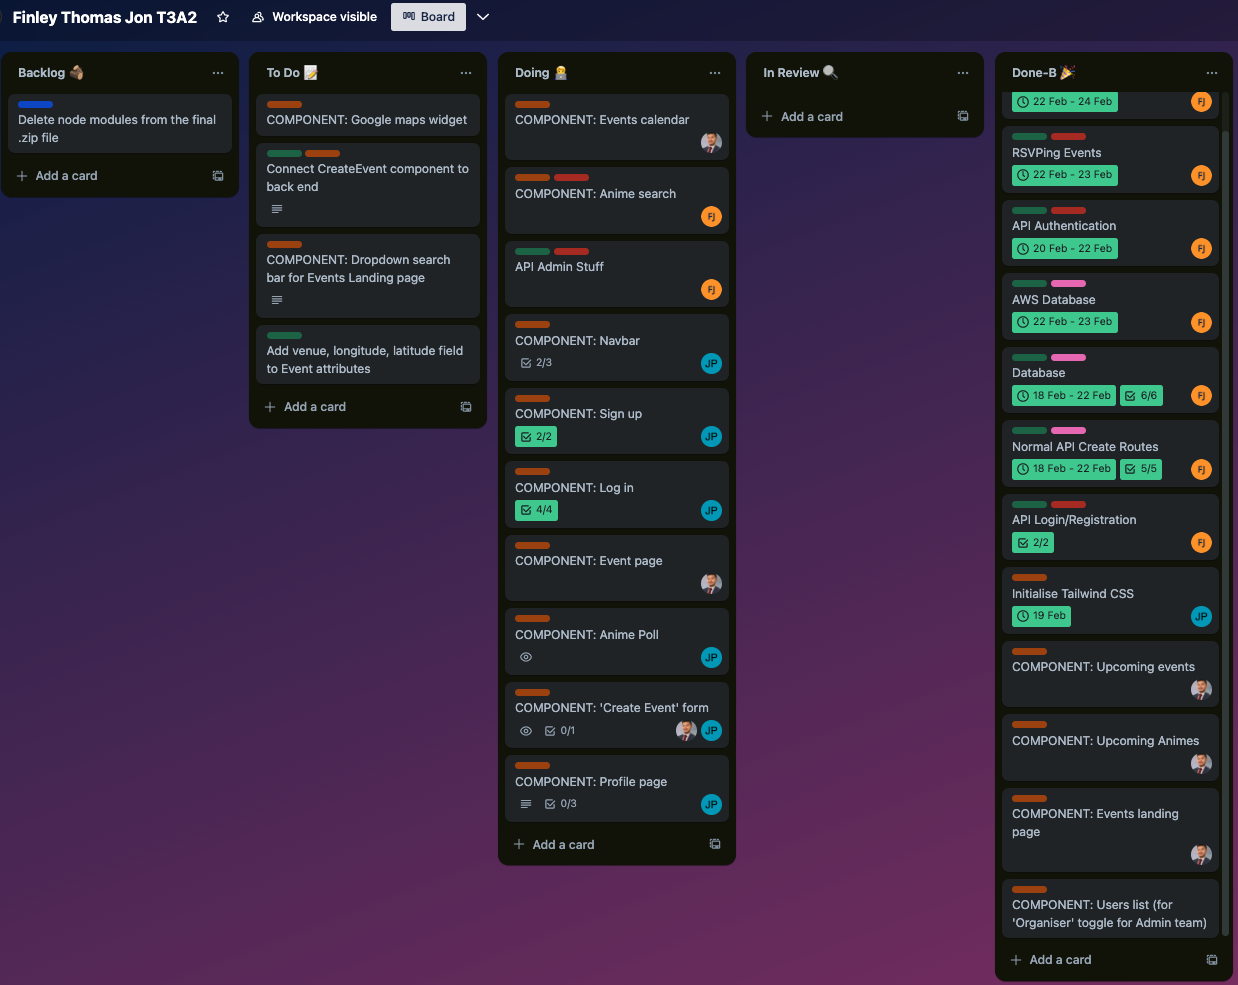 Finley Thomas Jon T3A2
Workspace visible
Board
Backlog
Delete node modules from the final
.zip file
Add a card
To Do
COMPONENT: Google maps widget
Connect CreateEvent component to
back end
COMPONENT: Dropdown search
bar for Events Landing page
Add venue, longitude, latitude field
to Event attributes
Add a card
Doing
COMPONENT: Events calendar
COMPONENT: Anime search
FJ
API Admin Stuff
FJ
COMPONENT: Navbar
2/3
JP
COMPONENT: Sign up
2/2
JP
COMPONENT: Log in
4/4
JP
COMPONENT: Event page
COMPONENT: Anime Poll
JP
COMPONENT: 'Create Event' form
0/1
JP
COMPONENT: Profile page
0/3
JP
Add a card
In Review
Add a card
Done-B
22 Feb - 24 Feb
FJ
RSVPing Events
22 Feb - 23 Feb
FJ
API Authentication
20 Feb - 22 Feb
FJ
AWS Database
22 Feb - 23 Feb
FJ
Database
18 Feb - 22 Feb
6/6
FJ
Normal API Create Routes
18 Feb - 22 Feb
5/5
FJ
API Login/Registration
2/2
FJ
Initialise Tailwind CSS
19 Feb
JP
COMPONENT: Upcoming events
COMPONENT: Upcoming Animes
COMPONENT: Events landing
page
COMPONENT: Users list (for
'Organiser' toggle for Admin team)
Add a card